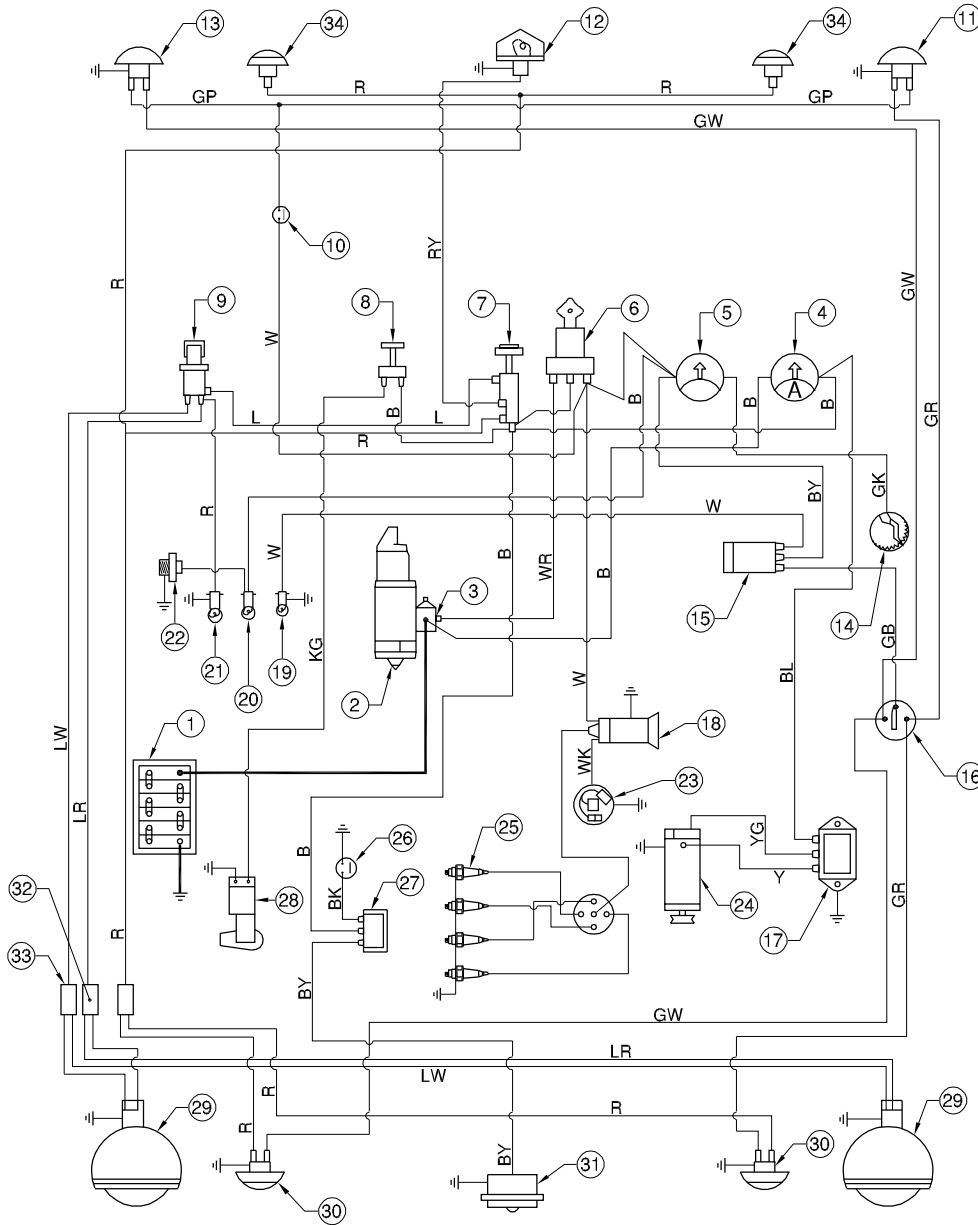 13
34
12
34
11
R
R
GP
GP
GW
10
RY
R
GW
9
8
7
6
5
4
W
GR
B
B
B
B
L
L
R
A
GK
BY
W
R
W
B
WR
B
3
15
14
22
GB
KG
21
20
19
2
BL
W
1
18
LW
WK
16
23
LR
26
25
YG
B
27
BK
Y
28
24
GR
32
17
33
R
BY
GW
LR
LW
R
R
R
29
29
30
BY
31
30